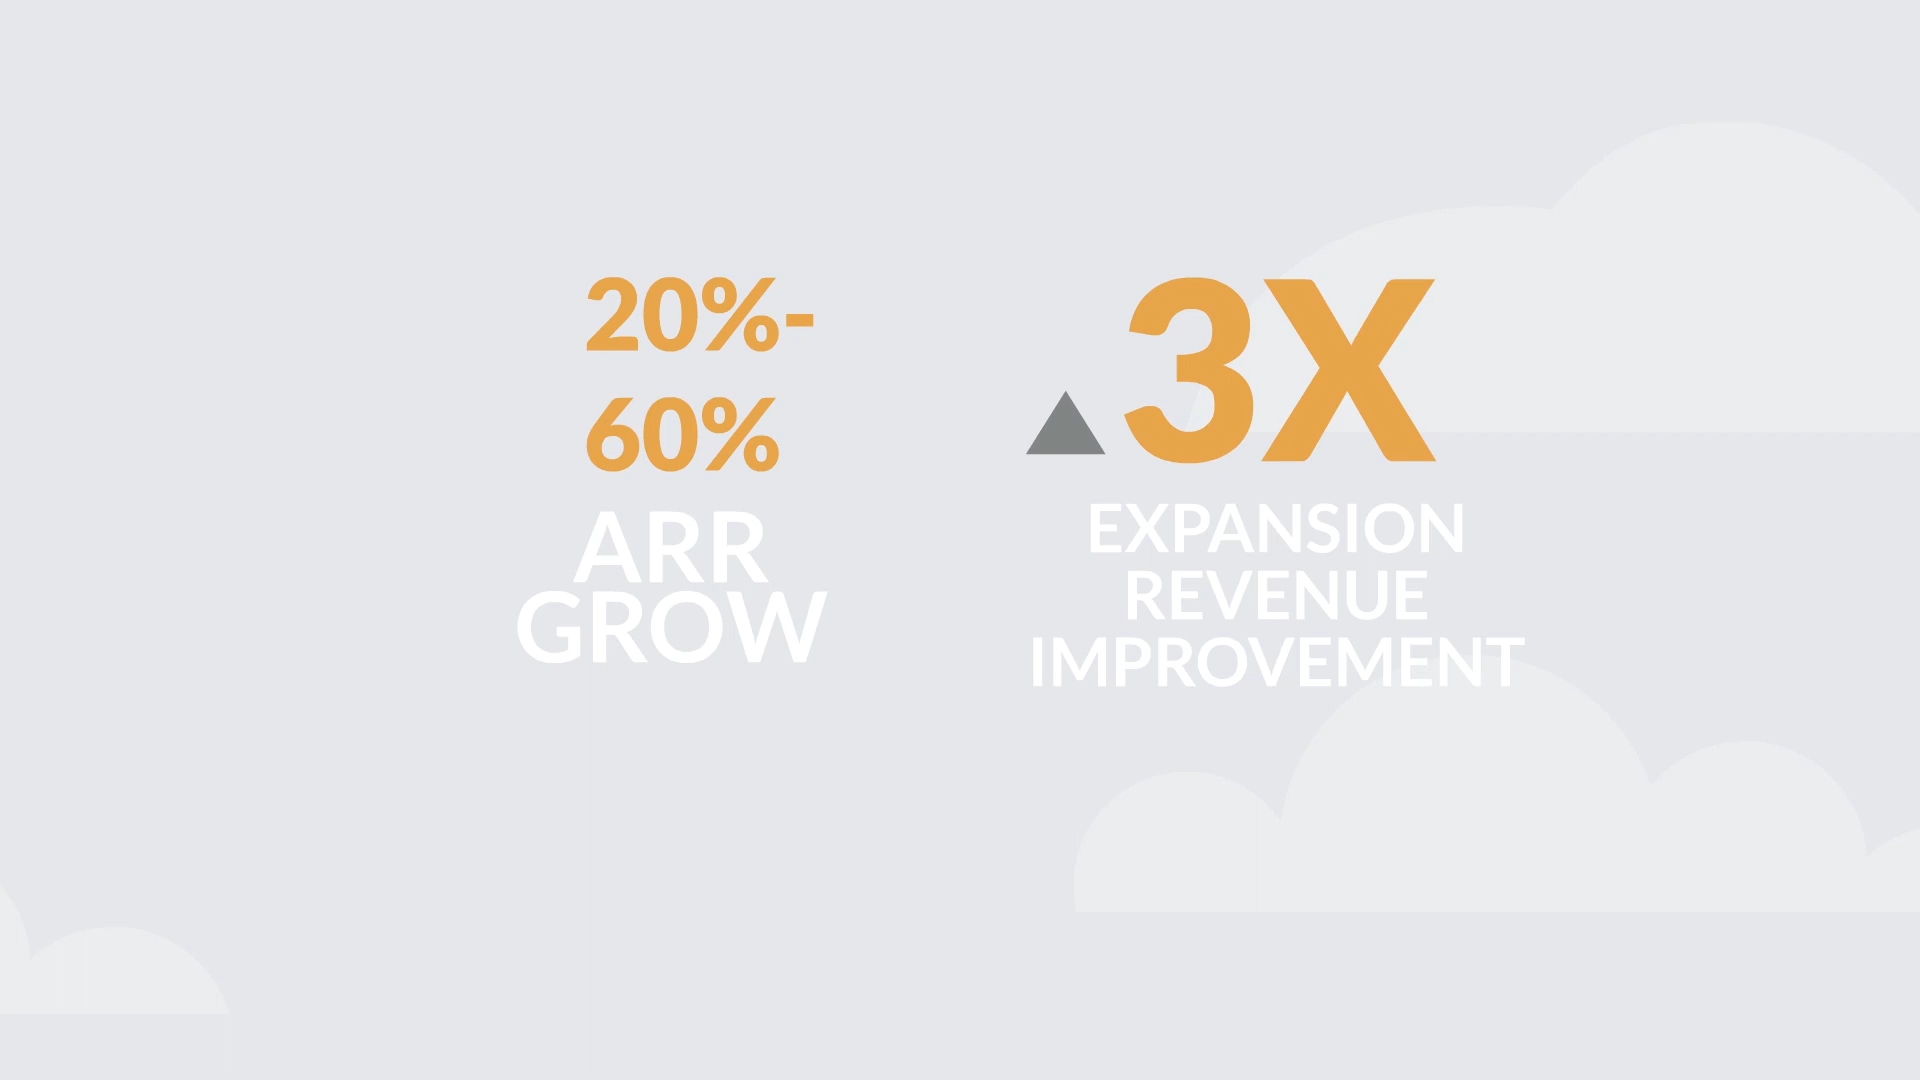 20%-
60%
ARR
GROW
3X
EXPANSION
REVENUE
IMPROVEMENT